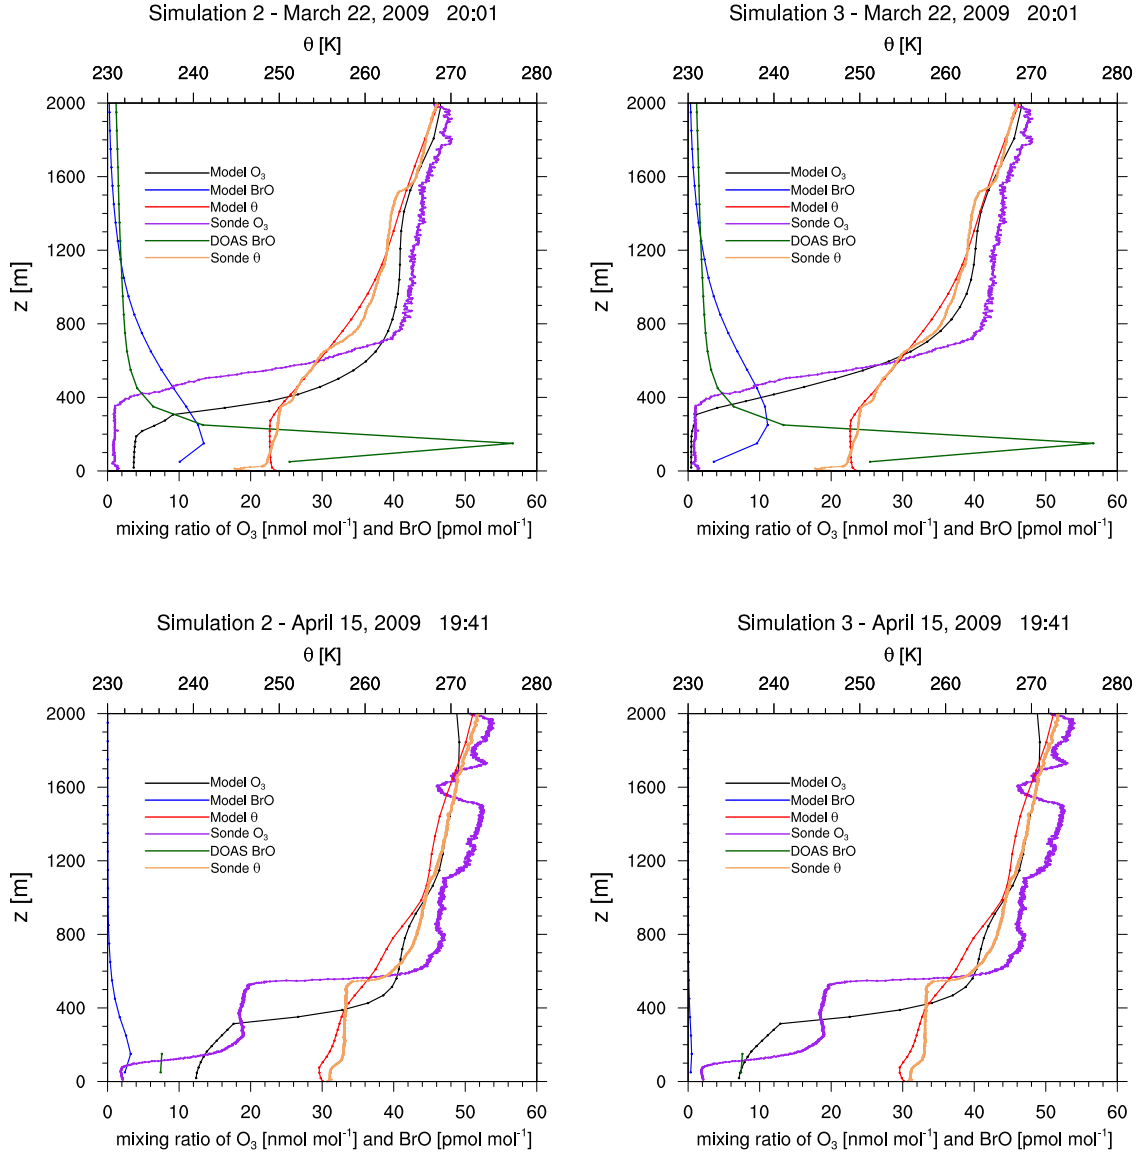 Simulation 2 - March 22, 2009 20:01
θ [K]
230 240 250 260 270 280
2000
1600
1200
800
400
0
z [m]
Model O₃
Model BrO
Model θ
Sonde O₃
DOAS BrO
Sonde θ
0 10 20 30 40 50 60
mixing ratio of O₃ [nmol mol⁻¹] and BrO [pmol mol⁻¹]
Simulation 3 - March 22, 2009 20:01
θ [K]
230 240 250 260 270 280
2000
1600
1200
800
400
0
z [m]
Model O₃
Model BrO
Model θ
Sonde O₃
DOAS BrO
Sonde θ
0 10 20 30 40 50 60
mixing ratio of O₃ [nmol mol⁻¹] and BrO [pmol mol⁻¹]
Simulation 2 - April 15, 2009 19:41
θ [K]
230 240 250 260 270 280
2000
1600
1200
800
400
0
z [m]
Model O₃
Model BrO
Model θ
Sonde O₃
DOAS BrO
Sonde θ
0 10 20 30 40 50 60
mixing ratio of O₃ [nmol mol⁻¹] and BrO [pmol mol⁻¹]
Simulation 3 - April 15, 2009 19:41
θ [K]
230 240 250 260 270 280
2000
1600
1200
800
400
0
z [m]
Model O₃
Model BrO
Model θ
Sonde O₃
DOAS BrO
Sonde θ
0 10 20 30 40 50 60
mixing ratio of O₃ [nmol mol⁻¹] and BrO [pmol mol⁻¹]